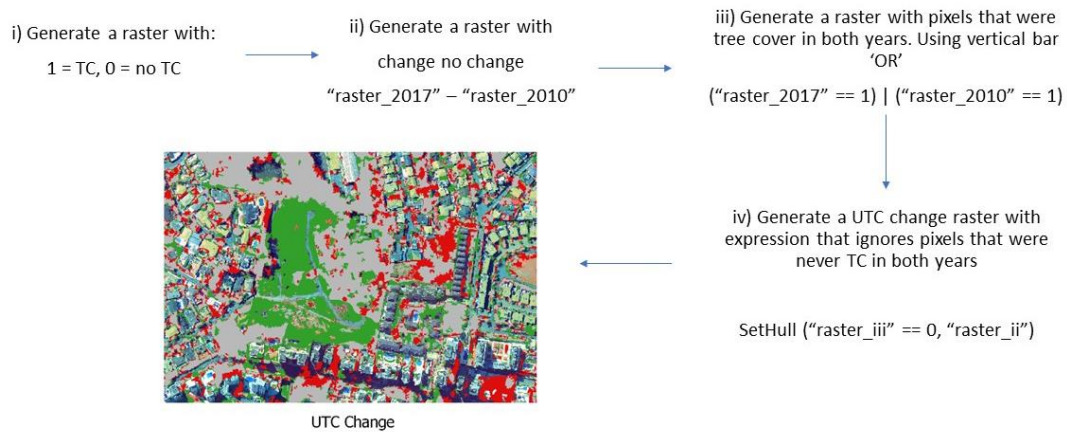 i) Generate a raster with:
1 = TC, 0 = no TC
ii) Generate a raster with
change no change
“raster_2017” – “raster_2010”
iii) Generate a raster with pixels that were
tree cover in both years. Using vertical bar
‘OR’
(“raster_2017” == 1) | (“raster_2010” == 1)
iv) Generate a UTC change raster with
expression that ignores pixels that were
never TC in both years
SetHull (“raster_iii” == 0, “raster_ii”)
UTC Change